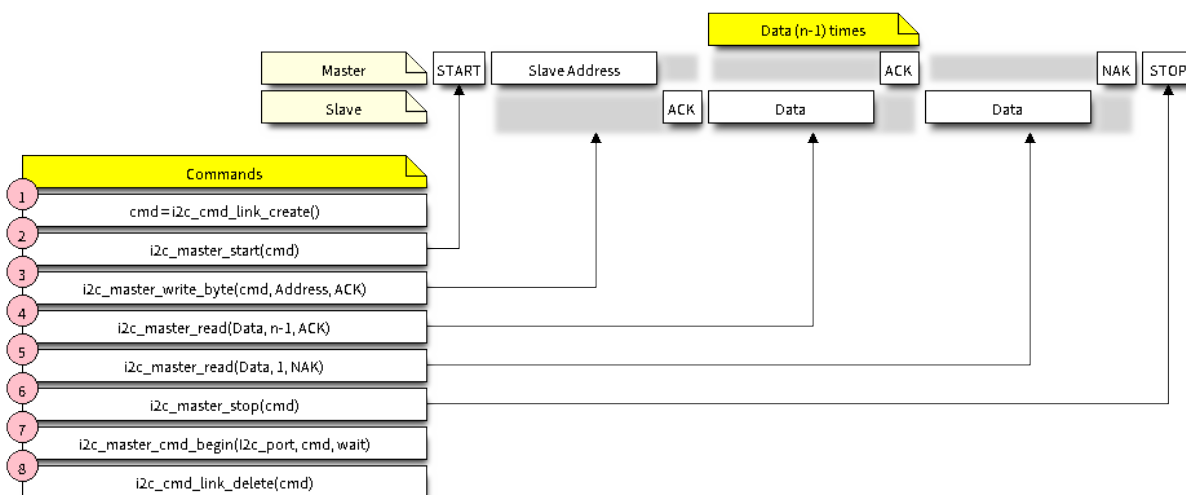 Data (n-1) times
Master START Slave Address ACK NAK STOP
Slave ACK Data Data
Commands
1
cmd=i2c_cmd_link_create()
2
i2c_master_start(cmd)
3
i2c_master_write_byte(cmd, Address, ACK)
4
i2c_master_read(Data, n-1, ACK)
5
i2c_master_read(Data, 1, NAK)
6
i2c_master_stop(cmd)
7
i2c_master_cmd_begin(I2c_port, cmd, wait)
8
i2c_cmd_link_delete(cmd)